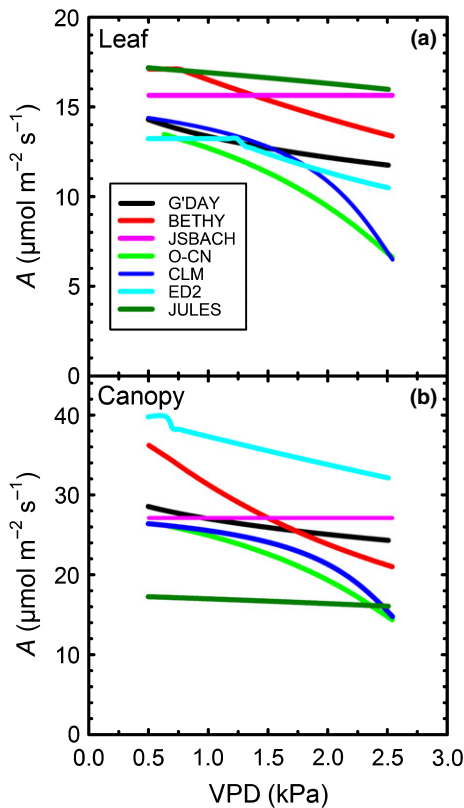 20
Leaf
(a)
15
10
5
0
A (µmol m⁻² s⁻¹)
G'DAY
BETHY
JSBACH
O-CN
CLM
ED2
JULES
Canopy
(b)
40
30
20
10
0
A (µmol m⁻² s⁻¹)
0.0 0.5 1.0 1.5 2.0 2.5 3.0
VPD (kPa)